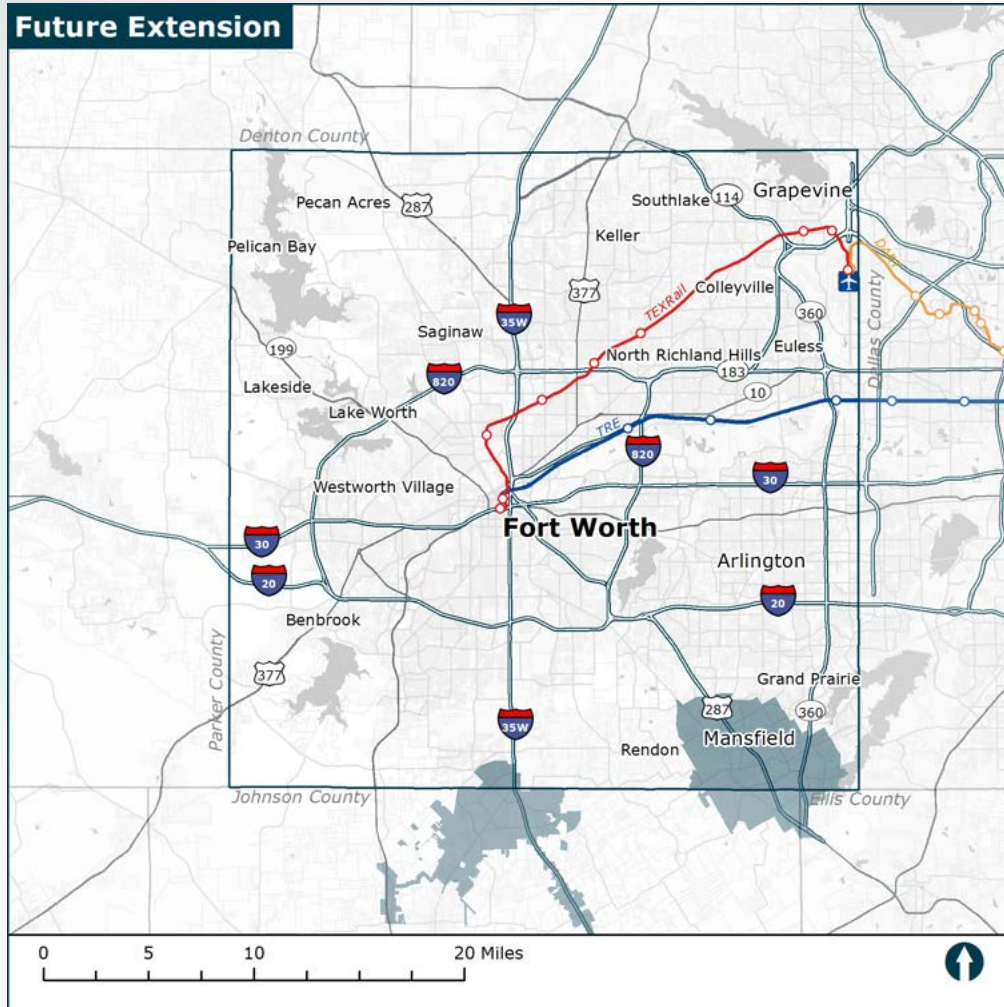 Future Extension
Denton County
Pecan Acres
287
Southlake
114
Grapevine
Pelican Bay
Keller
DART
377
Colleyville
TEXRail
35W
360
Saginaw
Dallas County
199
North Richland Hills
Euless
820
183
Lakeside
10
Lake Worth
TRE
820
30
Westworth Village
Fort Worth
30
Arlington
20
20
Benbrook
377
Parker County
Grand Prairie
287
360
35W
Rendon
Mansfield
Johnson County
Ellis County
0 5 10 20 Miles